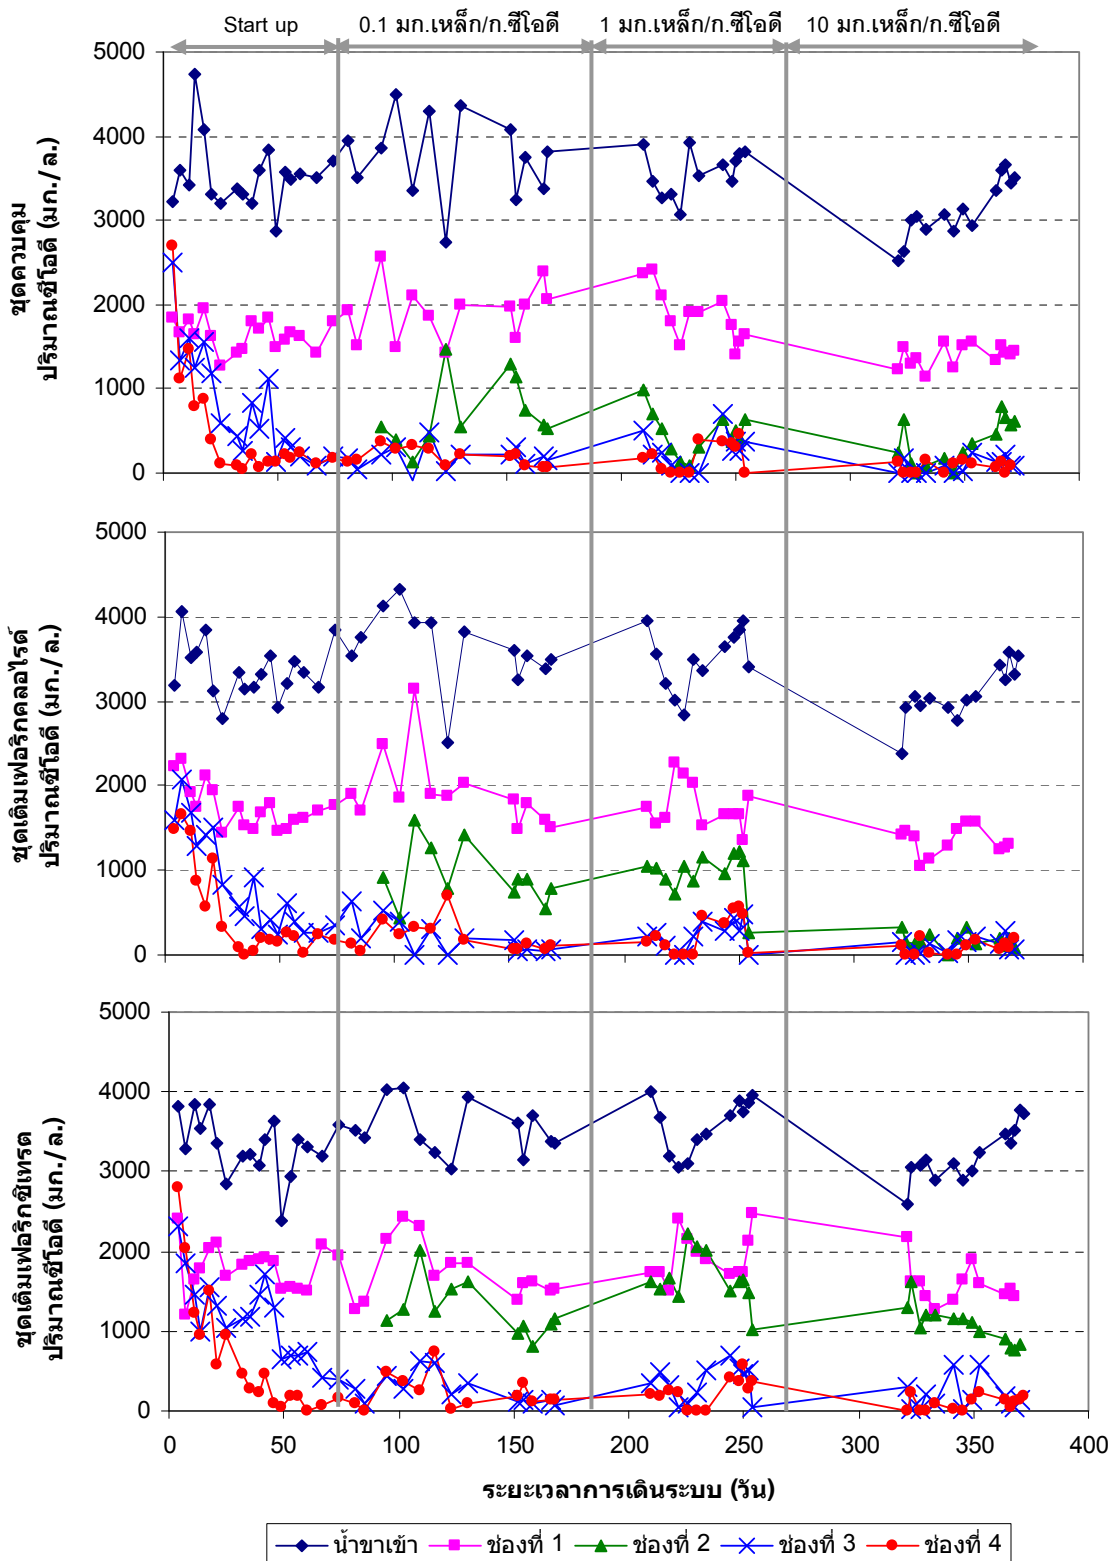 Start up 0.1 มก.เหล็ก/ก.ซีโอดี 1 มก.เหล็ก/ก.ซีโอดี 10 มก.เหล็ก/ก.ซีโอดี
5000
4000
3000
2000
1000
0
ชุดควบคุม
ปริมาณซีโอดี (มก./ล.)
5000
4000
3000
2000
1000
0
ชุดเติมเฟอริกคลอไรด์
ปริมาณซีโอดี (มก./ล.)
5000
4000
3000
2000
1000
0
ชุดเติมเฟอริกซิเทรต
ปริมาณซีโอดี (มก./ล.)
0 50 100 150 200 250 300 350 400
ระยะเวลาการเดินระบบ (วัน)
น้ำขาเข้า ช่องที่ 1 ช่องที่ 2 ช่องที่ 3 ช่องที่ 4